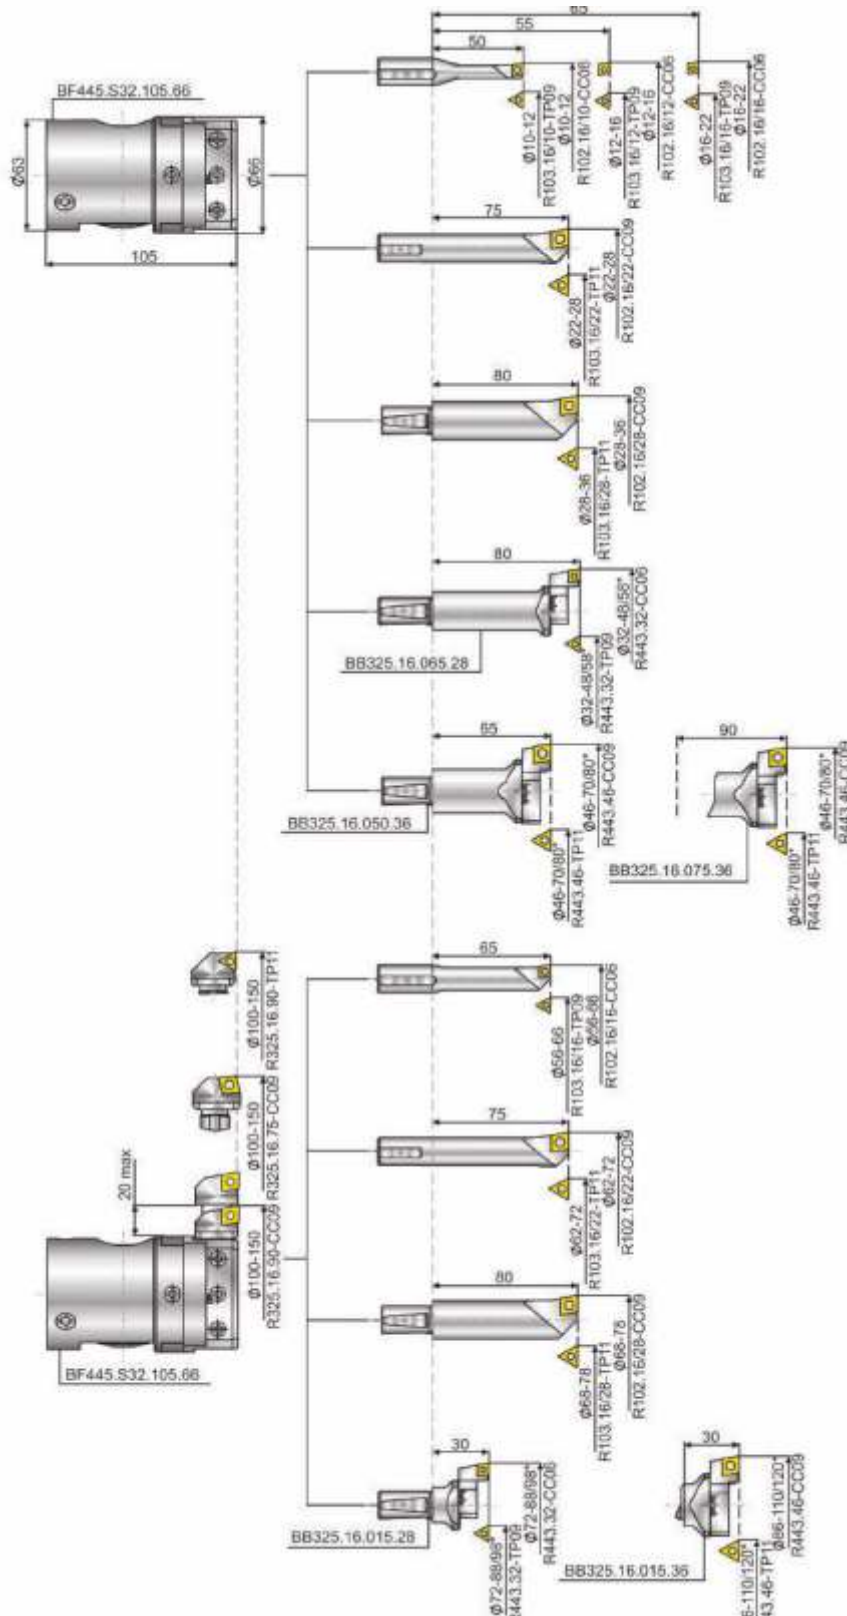 65
55
50
BF445.S32.105.66
Ø63
Ø66
105
Ø10-12
R103.16/10-TP09
Ø10-12
R102.16/10-CC06
Ø12-16
R103.16/12-TP09
Ø12-16
R102.16/12-CC06
Ø16-22
R103.16/16-TP09
Ø16-22
R102.16/16-CC06
75
Ø22-28
R103.16/22-TP11
Ø22-28
R102.16/22-CC09
80
Ø28-36
R103.16/28-TP11
Ø28-36
R102.16/28-CC09
80
BB325.16.065.28
Ø32-48/58*
R443.32-TP09
Ø32-48/58*
R443.32-CC06
65
BB325.16.050.36
Ø46-70/80*
R443.46-TP11
Ø46-70/80*
R443.46-CC09
90
BB325.16.075.36
Ø46-70/80*
R443.46-TP11
Ø46-70/80*
R443.46-CC09
Ø100-150
R325.16.90-TP11
65
Ø56-66
R103.16/16-TP09
Ø56-66
R102.16/16-CC06
Ø100-150
R325.16.75-CC09
75
Ø62-72
R103.16/22-TP11
Ø62-72
R102.16/22-CC09
20 max
Ø100-150
R325.16.90-CC09
BF445.S32.105.66
80
Ø68-78
R103.16/28-TP11
Ø68-78
R102.16/28-CC09
30
BB325.16.015.28
Ø72-88/98*
R443.32-TP09
Ø72-88/98*
R443.32-CC06
30
BB325.16.015.36
6-110/120*
43.46-TP11
Ø86-110/120*
R443.46-CC09